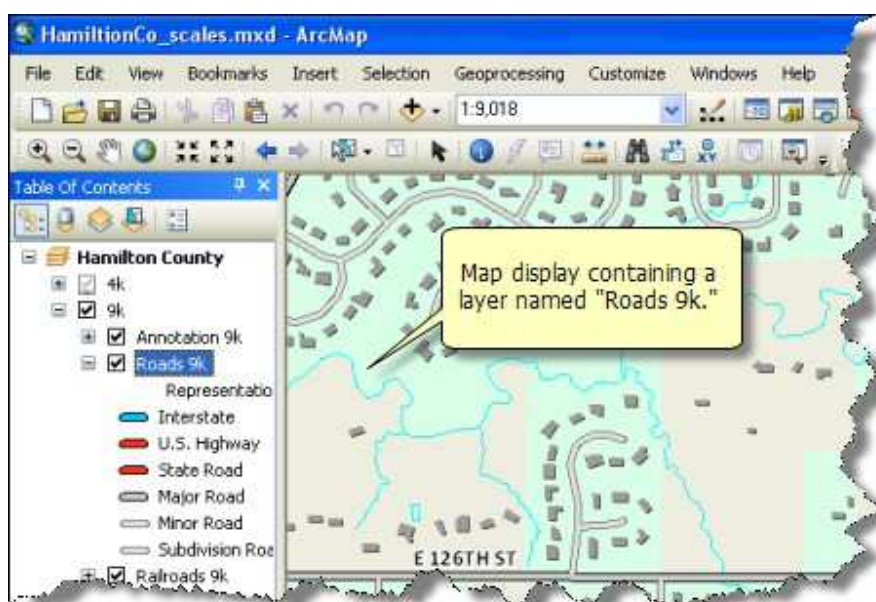 HamiltionCo_scales.mxd - ArcMap
File Edit View Bookmarks Insert Selection Geoprocessing Customize Windows Help
1:9,018
Table Of Contents
Hamilton County
4k
9k
Annotation 9k
Roads 9k
Representatio
Interstate
U.S. Highway
State Road
Major Road
Minor Road
Subdivision Roa
Railroads 9k
Map display containing a
layer named "Roads 9k."
E 126TH ST